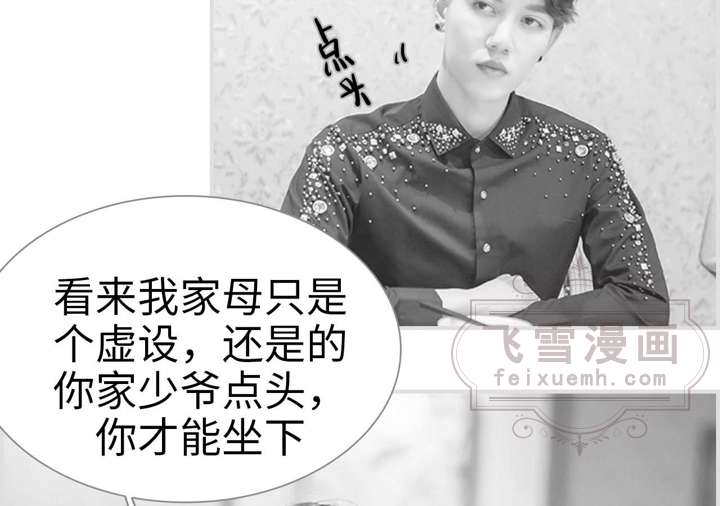 点头
看来我家母只是
个虚设，还是的
你家少爷点头，
你才能坐下
飞雪漫画
feixuemh.com